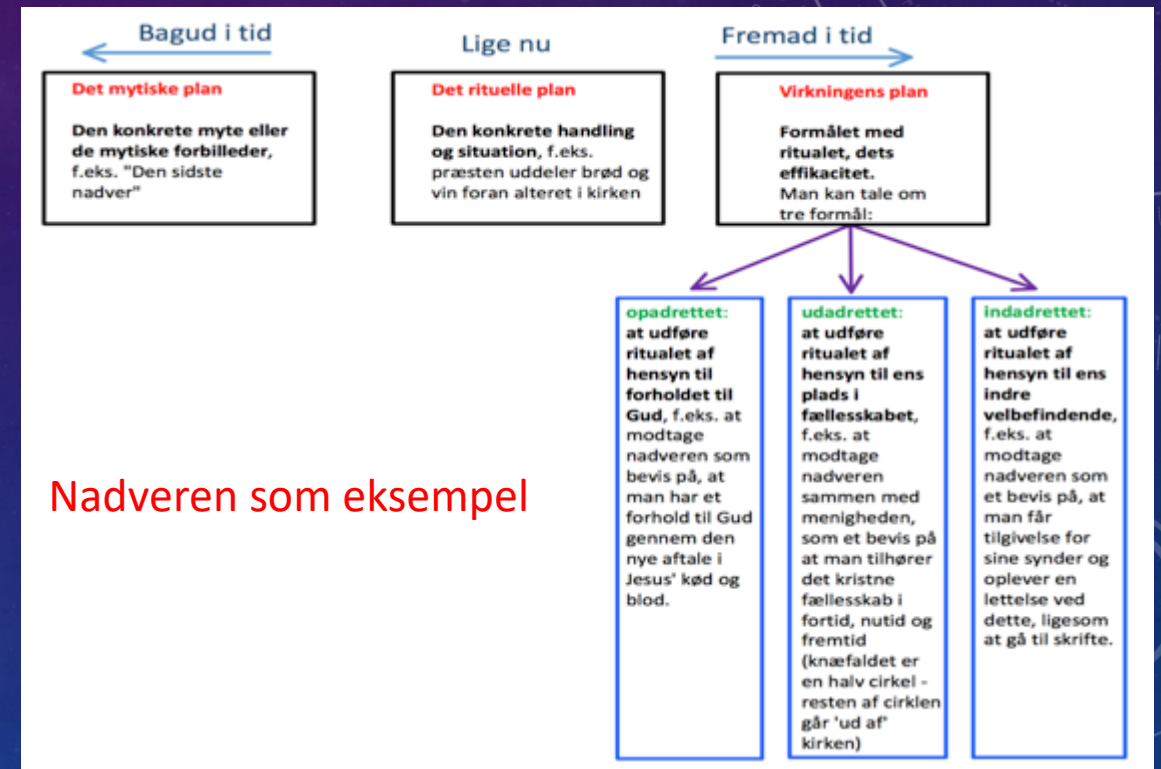 Bagud i tid
Lige nu
Fremad i tid
Det mytiske plan
Den konkrete myte eller
de mytiske forbilleder,
f.eks. "Den sidste
nadver"
Det rituelle plan
Den konkrete handling
og situation, f.eks.
præsten uddeler brød og
vin foran alteret i kirken
Virkningens plan
Formålet med
ritualet, dets
effikacitet.
Man kan tale om
tre formål:
opadrettet:
at udføre
ritualet af
hensyn til
forholdet til
Gud, f.eks. at
modtage
nadveren som
bevis på, at
man har et
forhold til Gud
gennem den
nye aftale i
Jesus' kød og
blod.
udadrettet:
at udføre
ritualet af
hensyn til ens
plads i
fællesskabet,
f.eks. at
modtage
nadveren
sammen med
menigheden,
som et bevis på
at man tilhører
det kristne
fællesskab i
fortid, nutid og
fremtid
(knæfaldet er
en halv cirkel -
resten af cirklen
går 'ud af'
kirken)
indadrettet:
at udføre
ritualet af
hensyn til ens
indre
velbefindende,
f.eks. at
modtage
nadveren som
et bevis på, at
man får
tilgivelse for
sine synder og
oplever en
lettelse ved
dette, ligesom
at gå til skrifte.
Nadveren som eksempel